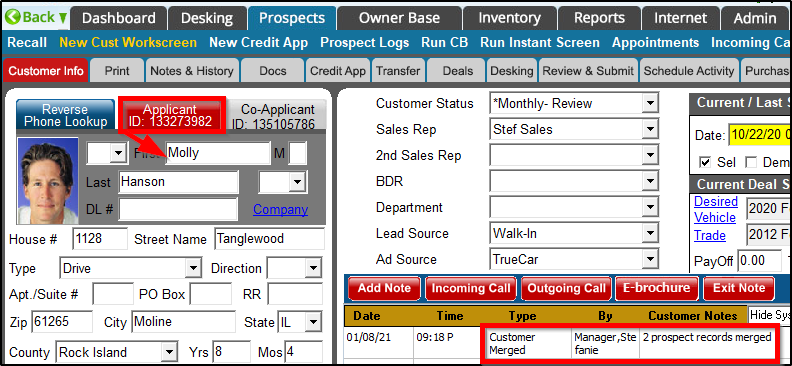 Back Dashboard Desking Prospects Owner Base Inventory Reports Internet Admin
Recall New Cust Workscreen New Credit App Prospect Logs Run CB Run Instant Screen Appointments Incoming Ca
Customer Info Print Notes & History Docs Credit App Transfer Deals Desking Review & Submit Schedule Activity Purchas
Reverse
Phone Lookup
Applicant
ID: 133273982
Co-Applicant
ID: 135105786
First Molly M
Last Hanson
DL # Company
House # 1128 Street Name Tanglewood
Type Drive Direction
Apt./Suite # PO Box RR
Zip 61265 City Moline State IL
County Rock Island Yrs 8 Mos 4
Customer Status *Monthly- Review
Sales Rep Stef Sales
2nd Sales Rep
BDR
Department
Lead Source Walk-In
Ad Source TrueCar
Current / Last S
Date: 10/22/20 0
Sel Dem
Current Deal S
Desired
Vehicle 2020 F
Trade 2012 F
PayOff 0.00 T
Add Note Incoming Call Outgoing Call E-brochure Exit Note
Date Time Type By Customer Notes Hide Sys
01/08/21 09:18 P Customer
Merged Manager,Ste
fanie 2 prospect records merged